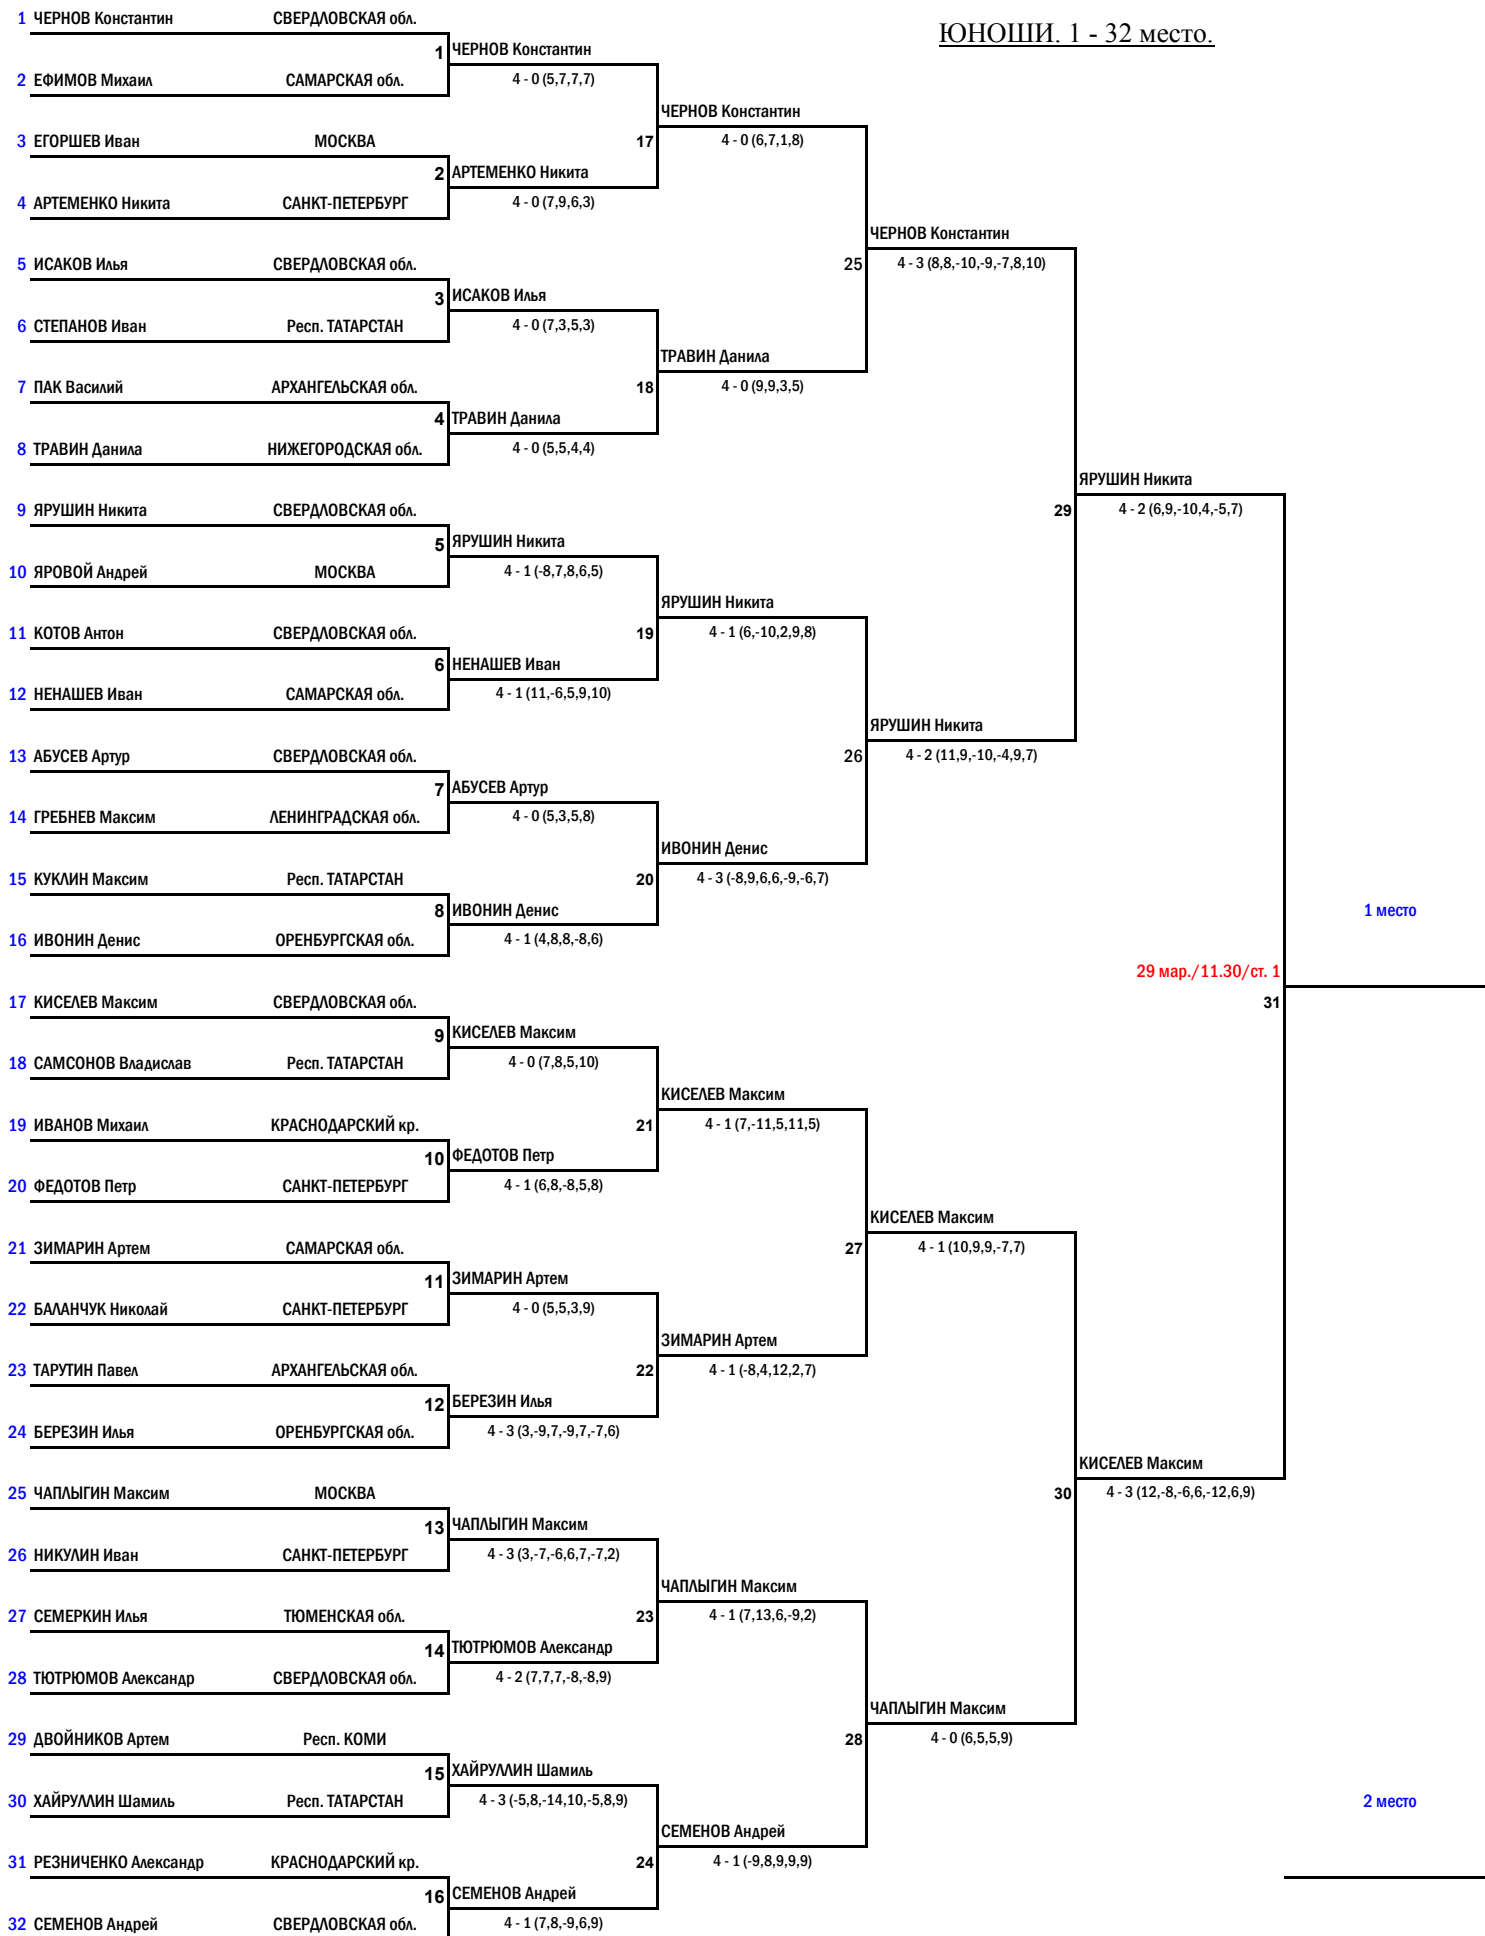 1 ЧЕРНОВ Константин СВЕРДЛОВСКАЯ обл.
ЮНОШИ. 1 - 32 место.
1 ЧЕРНОВ Константин
2 ЕФИМОВ Михаил САМАРСКАЯ обл. 4 - 0 (5,7,7,7)
ЧЕРНОВ Константин
3 ЕГОРШЕВ Иван МОСКВА 17 4 - 0 (6,7,1,8)
2 АРТЕМЕНКО Никита
4 АРТЕМЕНКО Никита САНКТ-ПЕТЕРБУРГ 4 - 0 (7,9,6,3)
ЧЕРНОВ Константин
5 ИСАКОВ Илья СВЕРДЛОВСКАЯ обл. 25 4 - 3 (8,8,-10,-9,-7,8,10)
3 ИСАКОВ Илья
6 СТЕПАНОВ Иван Респ. ТАТАРСТАН 4 - 0 (7,3,5,3)
ТРАВИН Данила
7 ПАК Василий АРХАНГЕЛЬСКАЯ обл. 18 4 - 0 (9,9,3,5)
4 ТРАВИН Данила
8 ТРАВИН Данила НИЖЕГОРОДСКАЯ обл. 4 - 0 (5,5,4,4)
ЯРУШИН Никита
9 ЯРУШИН Никита СВЕРДЛОВСКАЯ обл. 29 4 - 2 (6,9,-10,4,-5,7)
5 ЯРУШИН Никита
10 ЯРОВОЙ Андрей МОСКВА 4 - 1 (-8,7,8,6,5)
ЯРУШИН Никита
11 КОТОВ Антон СВЕРДЛОВСКАЯ обл. 19 4 - 1 (6,-10,2,9,8)
6 НЕНАШЕВ Иван
12 НЕНАШЕВ Иван САМАРСКАЯ обл. 4 - 1 (11,-6,5,9,10)
ЯРУШИН Никита
13 АБУСЕВ Артур СВЕРДЛОВСКАЯ обл. 26 4 - 2 (11,9,-10,-4,9,7)
7 АБУСЕВ Артур
14 ГРЕБНЕВ Максим ЛЕНИНГРАДСКАЯ обл. 4 - 0 (5,3,5,8)
ИВОНИН Денис
15 КУКЛИН Максим Респ. ТАТАРСТАН 20 4 - 3 (-8,9,6,6,-9,-6,7)
8 ИВОНИН Денис 1 место
16 ИВОНИН Денис ОРЕНБУРГСКАЯ обл. 4 - 1 (4,8,8,-8,6)
29 мар./11.30/ст. 1
17 КИСЕЛЕВ Максим СВЕРДЛОВСКАЯ обл. 31
9 КИСЕЛЕВ Максим
18 САМСОНОВ Владислав Респ. ТАТАРСТАН 4 - 0 (7,8,5,10)
КИСЕЛЕВ Максим
19 ИВАНОВ Михаил КРАСНОДАРСКИЙ кр. 21 4 - 1 (7,-11,5,11,5)
10 ФЕДОТОВ Петр
20 ФЕДОТОВ Петр САНКТ-ПЕТЕРБУРГ 4 - 1 (6,8,-8,5,8)
КИСЕЛЕВ Максим
21 ЗИМАРИН Артем САМАРСКАЯ обл. 27 4 - 1 (10,9,9,-7,7)
11 ЗИМАРИН Артем
22 БАЛАНЧУК Николай САНКТ-ПЕТЕРБУРГ 4 - 0 (5,5,3,9)
ЗИМАРИН Артем
23 ТАРУТИН Павел АРХАНГЕЛЬСКАЯ обл. 22 4 - 1 (-8,4,12,2,7)
12 БЕРЕЗИН Илья
24 БЕРЕЗИН Илья ОРЕНБУРГСКАЯ обл. 4 - 3 (3,-9,7,-9,7,-7,6)
КИСЕЛЕВ Максим
25 ЧАПЛЫГИН Максим МОСКВА 30 4 - 3 (12,-8,-6,6,-12,6,9)
13 ЧАПЛЫГИН Максим
26 НИКУЛИН Иван САНКТ-ПЕТЕРБУРГ 4 - 3 (3,-7,-6,6,7,-7,2)
ЧАПЛЫГИН Максим
27 СЕМЕРКИН Илья ТЮМЕНСКАЯ обл. 23 4 - 1 (7,13,6,-9,2)
14 ТЮТРЮМОВ Александр
28 ТЮТРЮМОВ Александр СВЕРДЛОВСКАЯ обл. 4 - 2 (7,7,7,-8,-8,9)
ЧАПЛЫГИН Максим
29 ДВОЙНИКОВ Артем Респ. КОМИ 28 4 - 0 (6,5,5,9)
15 ХАЙРУЛЛИН Шамиль
30 ХАЙРУЛЛИН Шамиль Респ. ТАТАРСТАН 4 - 3 (-5,8,-14,10,-5,8,9) 2 место
СЕМЕНОВ Андрей
31 РЕЗНИЧЕНКО Александр КРАСНОДАРСКИЙ кр. 24 4 - 1 (-9,8,9,9,9)
16 СЕМЕНОВ Андрей
32 СЕМЕНОВ Андрей СВЕРДЛОВСКАЯ обл. 4 - 1 (7,8,-9,6,9)